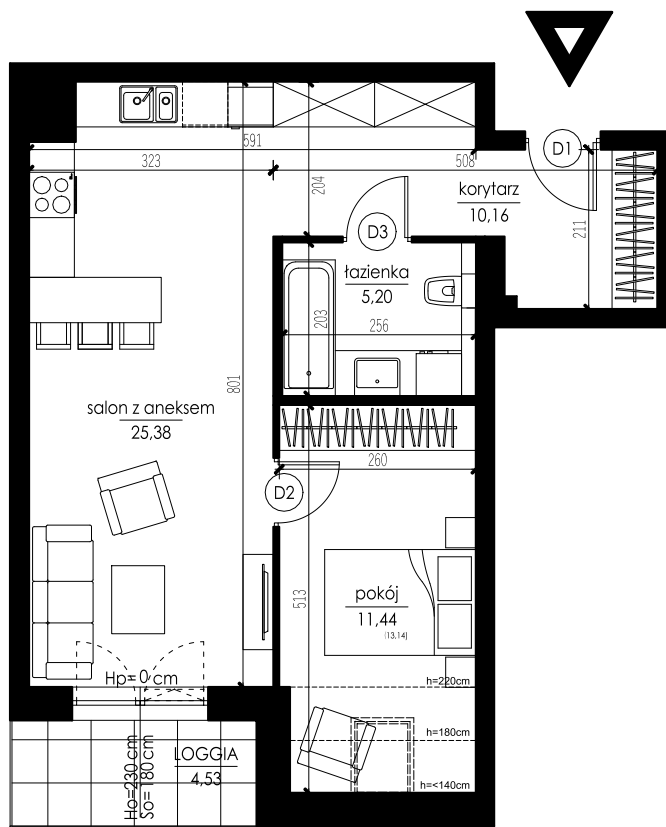 D1
591
323
508
korytarz
10,16
204
211
D3
łazienka
5,20
203
256
801
salon z aneksem
25,38
260
D2
513
pokój
11,44
(13.14)
Hp= 0 cm
h=220cm
h=180cm
h=<140cm
LOGGIA
4,53
Ho=230 cm
So= 180 cm